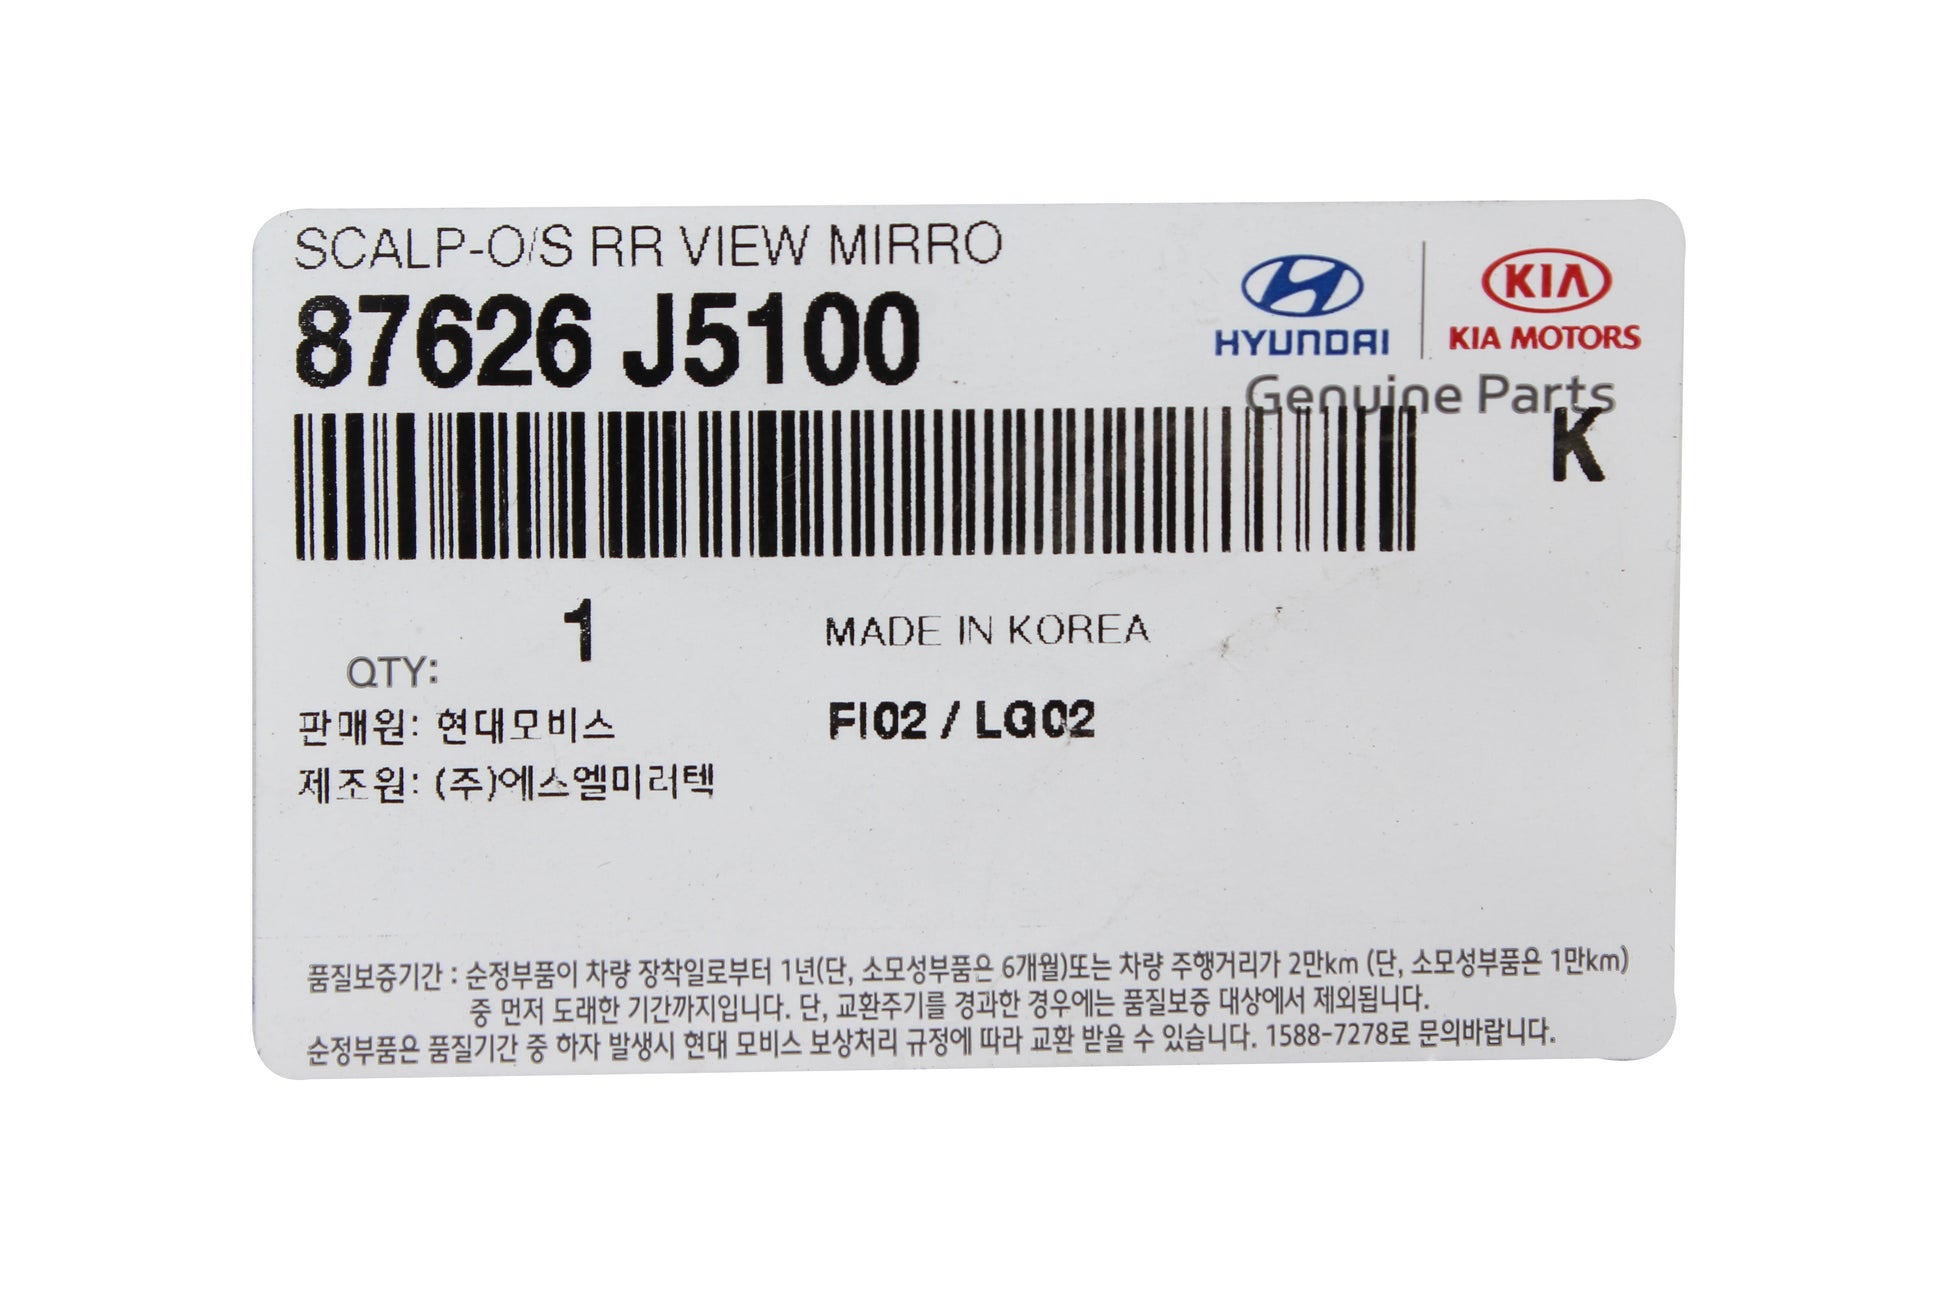 SCALP-O/S RR VIEW MIRRO
87626 J5100
HYUNDAI
KIA
KIA MOTORS
Genuine Parts
K
1
QTY:
MADE IN KOREA
판매원: 현대모비스
FI02 / LG02
제조원: (주)에스엘미러텍
품질보증기간 : 순정부품이 차량 장착일로부터 1년(단, 소모성부품은 6개월)또는 차량 주행거리가 2만km (단, 소모성부품은 1만km)
중 먼저 도래한 기간까지입니다. 단, 교환주기를 경과한 경우에는 품질보증 대상에서 제외됩니다.
순정부품은 품질기간 중 하자 발생시 현대 모비스 보상처리 규정에 따라 교환 받을 수 있습니다. 1588-7278로 문의바랍니다.